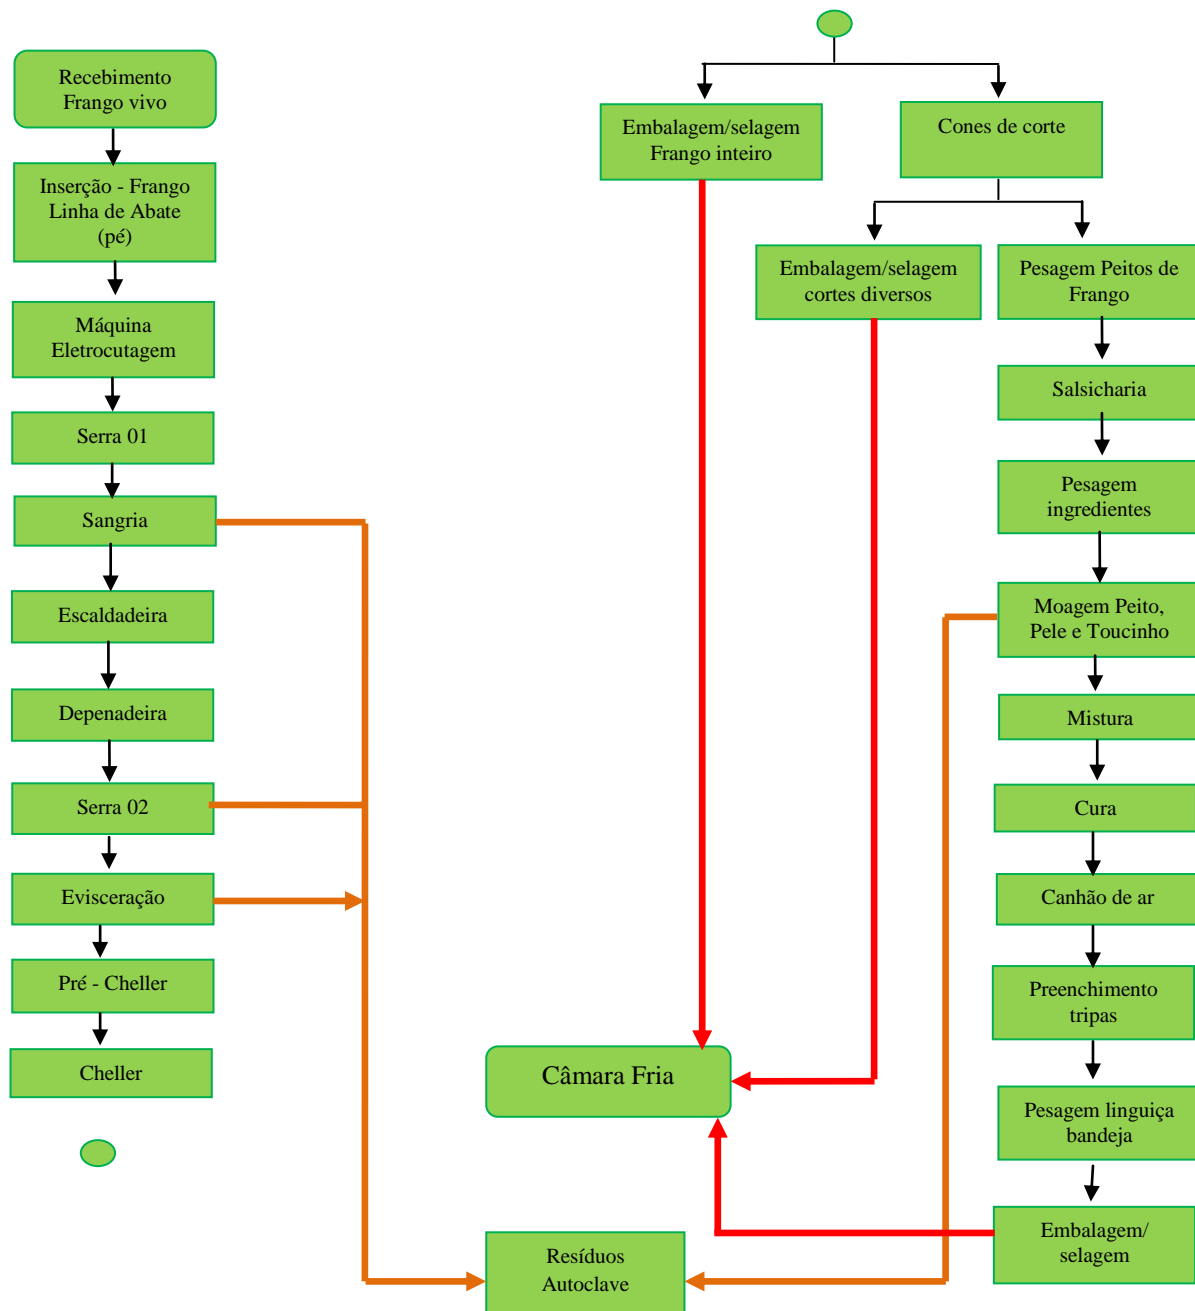 Recebimento
Frango vivo
Inserção - Frango
Linha de Abate
(pé)
Máquina
Eletrocutagem
Serra 01
Sangria
Escaldadeira
Depenadeira
Serra 02
Evisceração
Pré - Cheller
Cheller
Embalagem/selagem
Frango inteiro
Cones de corte
Embalagem/selagem
cortes diversos
Pesagem Peitos de
Frango
Salsicharia
Pesagem
ingredientes
Moagem Peito,
Pele e Toucinho
Mistura
Cura
Canhão de ar
Preenchimento
tripas
Pesagem linguiça
bandeja
Embalagem/
selagem
Câmara Fria
Resíduos
Autoclave